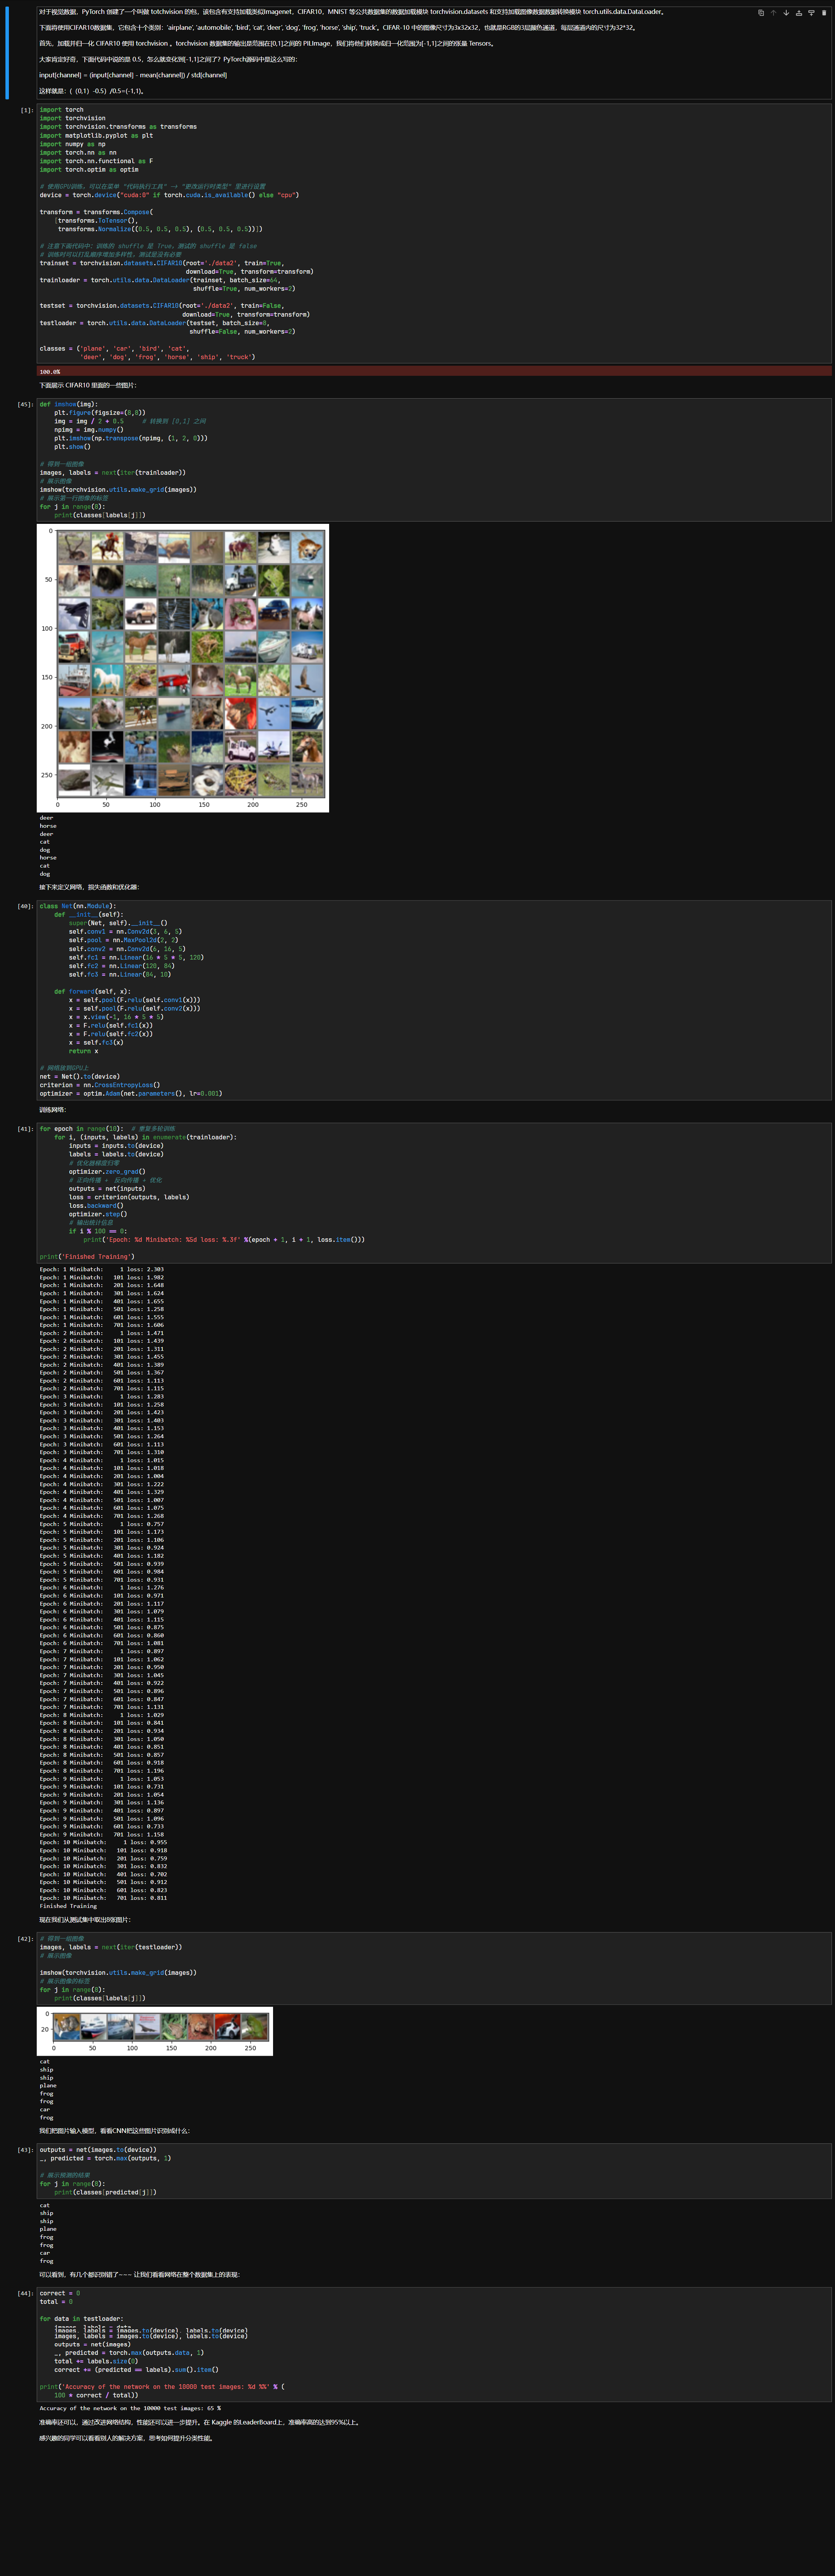 对于视觉数据，PyTorch 创建了一个叫做 totchvision 的包，该包含有支持加载类似Imagenet，CIFAR10，MNIST 等公共数据集的数据加载模块 torchvision.datasets 和支持加载图像数据数据转换模块 torch.utils.data.DataLoader。
下面将使用CIFAR10数据集，它包含十个类别：'airplane', 'automobile', 'bird', 'cat', 'deer', 'dog', 'frog', 'horse', 'ship', 'truck'。CIFAR-10 中的图像尺寸为3x32x32，也就是RGB的3层颜色通道，每层通道内的尺寸为32*32。
首先，加载并归一化 CIFAR10 使用 torchvision 。torchvision 数据集的输出是范围在[0,1]之间的 PILImage，我们将他们转换成归一化范围为[-1,1]之间的张量 Tensors。
大家肯定好奇，下面代码中说的是 0.5，怎么就变化到[-1,1]之间了？PyTorch源码中是这么写的：
input[channel] = (input[channel] - mean[channel]) / std[channel]
这样就是：(（0,1）-0.5）/0.5=(-1,1)。
[1]:
import torch
import torchvision
import torchvision.transforms as transforms
import matplotlib.pyplot as plt
import numpy as np
import torch.nn as nn
import torch.nn.functional as F
import torch.optim as optim
# 使用GPU训练，可以在菜单 "代码执行工具" -> "更改运行时类型" 里进行设置
device = torch.device("cuda:0" if torch.cuda.is_available() else "cpu")
transform = transforms.Compose(
[transforms.ToTensor(),
transforms.Normalize((0.5, 0.5, 0.5), (0.5, 0.5, 0.5))])
# 注意下面代码中：训练的 shuffle 是 True，测试的 shuffle 是 false
# 训练时可以打乱顺序增加多样性，测试是没有必要
trainset = torchvision.datasets.CIFAR10(root='./data2', train=True,
download=True, transform=transform)
trainloader = torch.utils.data.DataLoader(trainset, batch_size=64,
shuffle=True, num_workers=2)
testset = torchvision.datasets.CIFAR10(root='./data2', train=False,
download=True, transform=transform)
testloader = torch.utils.data.DataLoader(testset, batch_size=8,
shuffle=False, num_workers=2)
classes = ('plane', 'car', 'bird', 'cat',
'deer', 'dog', 'frog', 'horse', 'ship', 'truck')
100.0%
下面展示 CIFAR10 里面的一些图片：
[45]:
def imshow(img):
plt.figure(figsize=(8,8))
img = img / 2 + 0.5     # 转换到 [0,1] 之间
npimg = img.numpy()
plt.imshow(np.transpose(npimg, (1, 2, 0)))
plt.show()
# 得到一组图像
images, labels = next(iter(trainloader))
# 展示图像
imshow(torchvision.utils.make_grid(images))
# 展示第一行图像的标签
for j in range(8):
print(classes[labels[j]])
0
50
100
150
200
250
0 50 100 150 200 250
deer
horse
deer
cat
dog
horse
cat
dog
接下来定义网络，损失函数和优化器：
[40]:
class Net(nn.Module):
def __init__(self):
super(Net, self).__init__()
self.conv1 = nn.Conv2d(3, 6, 5)
self.pool = nn.MaxPool2d(2, 2)
self.conv2 = nn.Conv2d(6, 16, 5)
self.fc1 = nn.Linear(16 * 5 * 5, 120)
self.fc2 = nn.Linear(120, 84)
self.fc3 = nn.Linear(84, 10)
def forward(self, x):
x = self.pool(F.relu(self.conv1(x)))
x = self.pool(F.relu(self.conv2(x)))
x = x.view(-1, 16 * 5 * 5)
x = F.relu(self.fc1(x))
x = F.relu(self.fc2(x))
x = self.fc3(x)
return x
# 网络放到GPU上
net = Net().to(device)
criterion = nn.CrossEntropyLoss()
optimizer = optim.Adam(net.parameters(), lr=0.001)
训练网络：
[41]:
for epoch in range(10):  # 重复多轮训练
for i, (inputs, labels) in enumerate(trainloader):
inputs = inputs.to(device)
labels = labels.to(device)
# 优化器梯度归零
optimizer.zero_grad()
# 正向传播 +　反向传播 + 优化
outputs = net(inputs)
loss = criterion(outputs, labels)
loss.backward()
optimizer.step()
# 输出统计信息
if i % 100 == 0:
print('Epoch: %d Minibatch: %5d loss: %.3f' %(epoch + 1, i + 1, loss.item()))
print('Finished Training')
Epoch: 1 Minibatch:     1 loss: 2.303
Epoch: 1 Minibatch:   101 loss: 1.982
Epoch: 1 Minibatch:   201 loss: 1.648
Epoch: 1 Minibatch:   301 loss: 1.624
Epoch: 1 Minibatch:   401 loss: 1.655
Epoch: 1 Minibatch:   501 loss: 1.258
Epoch: 1 Minibatch:   601 loss: 1.555
Epoch: 1 Minibatch:   701 loss: 1.606
Epoch: 2 Minibatch:     1 loss: 1.471
Epoch: 2 Minibatch:   101 loss: 1.439
Epoch: 2 Minibatch:   201 loss: 1.311
Epoch: 2 Minibatch:   301 loss: 1.455
Epoch: 2 Minibatch:   401 loss: 1.389
Epoch: 2 Minibatch:   501 loss: 1.367
Epoch: 2 Minibatch:   601 loss: 1.113
Epoch: 2 Minibatch:   701 loss: 1.115
Epoch: 3 Minibatch:     1 loss: 1.283
Epoch: 3 Minibatch:   101 loss: 1.258
Epoch: 3 Minibatch:   201 loss: 1.423
Epoch: 3 Minibatch:   301 loss: 1.403
Epoch: 3 Minibatch:   401 loss: 1.153
Epoch: 3 Minibatch:   501 loss: 1.264
Epoch: 3 Minibatch:   601 loss: 1.113
Epoch: 3 Minibatch:   701 loss: 1.310
Epoch: 4 Minibatch:     1 loss: 1.015
Epoch: 4 Minibatch:   101 loss: 1.018
Epoch: 4 Minibatch:   201 loss: 1.004
Epoch: 4 Minibatch:   301 loss: 1.222
Epoch: 4 Minibatch:   401 loss: 1.329
Epoch: 4 Minibatch:   501 loss: 1.007
Epoch: 4 Minibatch:   601 loss: 1.075
Epoch: 4 Minibatch:   701 loss: 1.268
Epoch: 5 Minibatch:     1 loss: 0.757
Epoch: 5 Minibatch:   101 loss: 1.173
Epoch: 5 Minibatch:   201 loss: 1.106
Epoch: 5 Minibatch:   301 loss: 0.924
Epoch: 5 Minibatch:   401 loss: 1.182
Epoch: 5 Minibatch:   501 loss: 0.939
Epoch: 5 Minibatch:   601 loss: 0.984
Epoch: 5 Minibatch:   701 loss: 0.931
Epoch: 6 Minibatch:     1 loss: 1.276
Epoch: 6 Minibatch:   101 loss: 0.971
Epoch: 6 Minibatch:   201 loss: 1.117
Epoch: 6 Minibatch:   301 loss: 1.079
Epoch: 6 Minibatch:   401 loss: 1.115
Epoch: 6 Minibatch:   501 loss: 0.875
Epoch: 6 Minibatch:   601 loss: 0.860
Epoch: 6 Minibatch:   701 loss: 1.081
Epoch: 7 Minibatch:     1 loss: 0.897
Epoch: 7 Minibatch:   101 loss: 1.062
Epoch: 7 Minibatch:   201 loss: 0.950
Epoch: 7 Minibatch:   301 loss: 1.045
Epoch: 7 Minibatch:   401 loss: 0.922
Epoch: 7 Minibatch:   501 loss: 0.896
Epoch: 7 Minibatch:   601 loss: 0.847
Epoch: 7 Minibatch:   701 loss: 1.131
Epoch: 8 Minibatch:     1 loss: 1.029
Epoch: 8 Minibatch:   101 loss: 0.841
Epoch: 8 Minibatch:   201 loss: 0.934
Epoch: 8 Minibatch:   301 loss: 1.050
Epoch: 8 Minibatch:   401 loss: 0.851
Epoch: 8 Minibatch:   501 loss: 0.857
Epoch: 8 Minibatch:   601 loss: 0.918
Epoch: 8 Minibatch:   701 loss: 1.196
Epoch: 9 Minibatch:     1 loss: 1.053
Epoch: 9 Minibatch:   101 loss: 0.731
Epoch: 9 Minibatch:   201 loss: 1.054
Epoch: 9 Minibatch:   301 loss: 1.136
Epoch: 9 Minibatch:   401 loss: 0.897
Epoch: 9 Minibatch:   501 loss: 1.096
Epoch: 9 Minibatch:   601 loss: 0.733
Epoch: 9 Minibatch:   701 loss: 1.158
Epoch: 10 Minibatch:     1 loss: 0.955
Epoch: 10 Minibatch:   101 loss: 0.918
Epoch: 10 Minibatch:   201 loss: 0.759
Epoch: 10 Minibatch:   301 loss: 0.832
Epoch: 10 Minibatch:   401 loss: 0.702
Epoch: 10 Minibatch:   501 loss: 0.912
Epoch: 10 Minibatch:   601 loss: 0.823
Epoch: 10 Minibatch:   701 loss: 0.811
Finished Training
现在我们从测试集中取出8张图片：
[42]:
# 得到一组图像
images, labels = next(iter(testloader))
# 展示图像
imshow(torchvision.utils.make_grid(images))
# 展示图像的标签
for j in range(8):
print(classes[labels[j]])
0
20
0 50 100 150 200 250
cat
ship
ship
plane
frog
frog
car
frog
我们把图片输入模型，看看CNN把这些图片识别成什么：
[43]:
outputs = net(images.to(device))
_, predicted = torch.max(outputs, 1)
# 展示预测的结果
for j in range(8):
print(classes[predicted[j]])
cat
ship
ship
plane
frog
frog
car
frog
可以看到，有几个都识别错了~~~ 让我们看看网络在整个数据集上的表现：
[44]:
correct = 0
total = 0
for data in testloader:
images, labels = data
images, labels = images.to(device), labels.to(device)
images, labels = images.to(device), labels.to(device)
outputs = net(images)
_, predicted = torch.max(outputs.data, 1)
total += labels.size(0)
correct += (predicted == labels).sum().item()
print('Accuracy of the network on the 10000 test images: %d %%' % (
100 * correct / total))
Accuracy of the network on the 10000 test images: 65 %
准确率还可以，通过改进网络结构，性能还可以进一步提升。在 Kaggle 的LeaderBoard上，准确率高的达到95%以上。
感兴趣的同学可以看看别人的解决方案，思考如何提升分类性能。